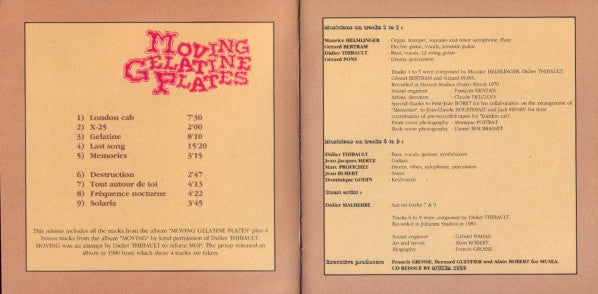 MOVING
GELATINE
PLATES
1) London cab 7'30
2) X-25 2'00
3) Gelatine 8'10
4) Last song 15'20
5) Memories 3'15
6) Destruction 2'47
7) Tout autour de toi 4'13
8) Fréquence nocturne 4'22
9) Solaria 3'45
This reissue includes all the tracks from the album "MOVING GELATINE PLATES" plus 4
bonus tracks from the album "MOVING" by kind permission of Didier THIBAULT.
MOVING was an attempt by Didier THIBAULT to reform MGP. The group released an
album in 1980 from which these 4 tracks are taken.
Musicians on tracks 1 to 5 :
Maurice HELMLINGER : Organ, trumpet, soprano and tenor saxophone, flute.
Gérard BERTRAM : Electric guitar, vocals, acoustic guitar.
Didier THIBAULT : Bass, vocals, 12 string guitar.
Gérard PONS : Drums, percussion.
Tracks 1 to 5 were composed by Maurice HELMLINGER, Didier THIBAULT,
Gérard BERTRAM and Gérard PONS.
Recorded at Davout Studios (Paris) March 1970.
Sound engineer : François DENTAN.
Artistic direction : Claude DELCLOO.
Special thanks to Petit-Jean BOBET for his collaboration on the arrangement of
"Memories", to Jean-Claude and Jack HENRY for their
contribution of pre-recorded tapes for "London cab".
Front cover photography : Monique
Back cover photography : Daniel
Musicians on tracks 6 to 9 :
Didier THIBAULT : Bass, vocals, guitars, synthetizers.
Jean-Jacques HERTZ : Guitars.
Marc PROFICHET : Drums, vibes, xylophone, percussion.
Jean RUBERT : Saxes.
Dominique GODIN : Keyboards.
Guest artist :
Didier MALHERBE : Sax on tracks 7 & 9
Tracks 6 to 9 were composed by Didier THIBAULT.
Recorded at Johanna Studios in 1980.
Sound engineer : Gabriel NAHAS.
Art and layout : Alain ROBERT.
Biography : Francis GROSSE.
Executive producers : Francis GROSSE, Bernard GUEFFIER and Alain ROBERT for MUSEA.
CD REISSUE BY MUSEA 1992